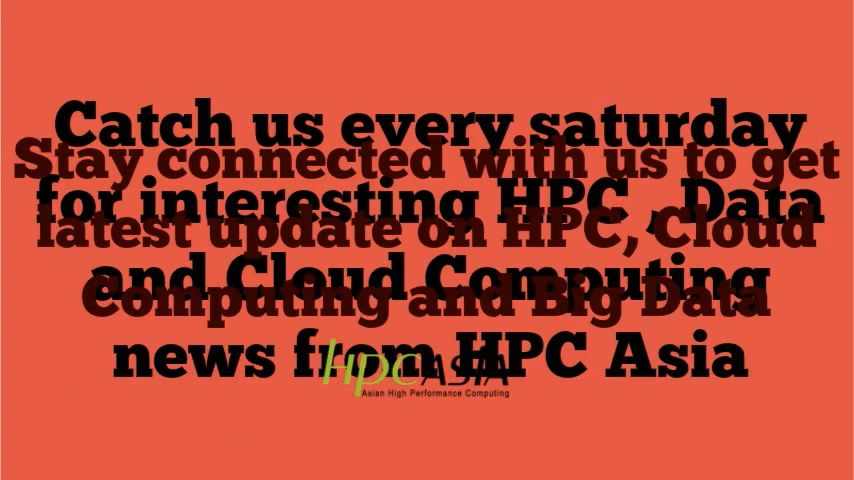 Catch us every saturday
Stay connected with us to get
for interesting HPC , Data
latest update on HPC, Cloud
and Cloud Computing
Computing and Big Data
news from HPC Asia
HPC ASIA
Asian High Performance Computing